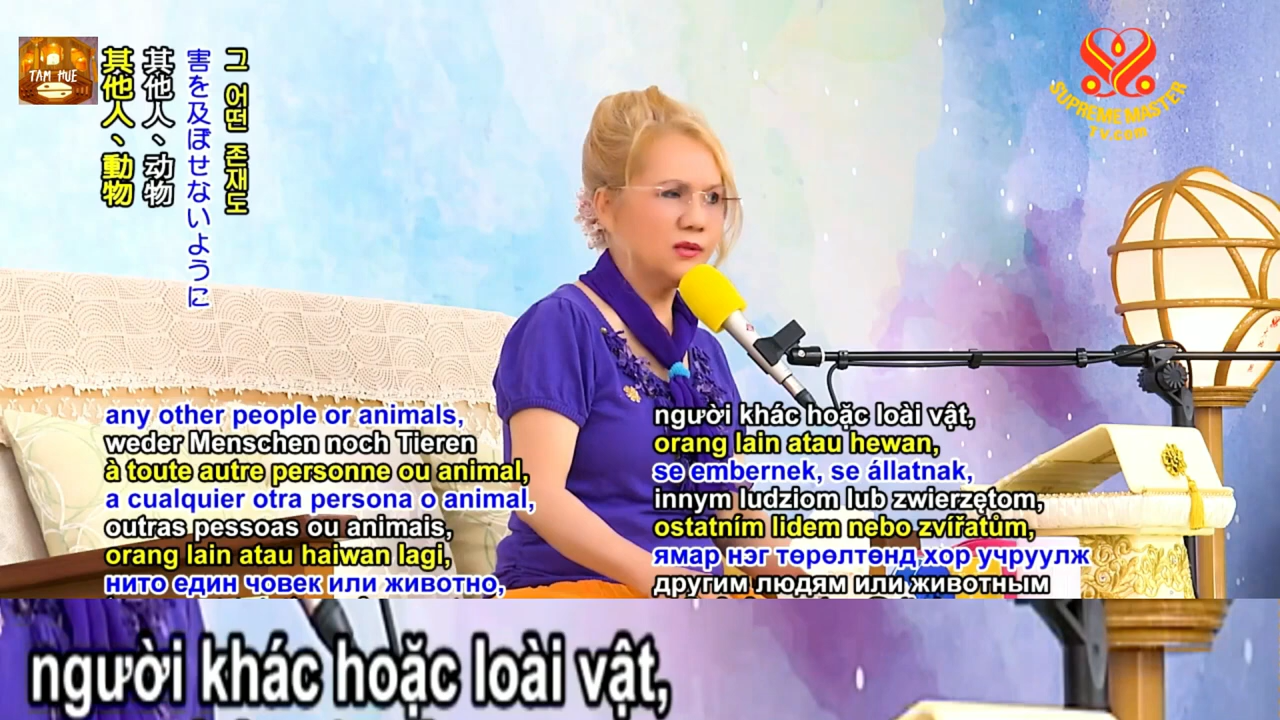 TAM HUE
其他人、動物
其他人、动物
害を及ぼせないように
그 어떤 존재도
SUPREME MASTER
TV.com
any other people or animals,
weder Menschen noch Tieren
à toute autre personne ou animal,
a cualquier otra persona o animal,
outras pessoas ou animais,
orang lain atau haiwan lagi,
нито един човек или животно,
người khác hoặc loài vật,
orang lain atau hewan,
se embernek, se állatnak,
innym ludziom lub zwierzętom,
ostatním lidem nebo zvířatům,
ямар нэг төрөлтөнд хор учруулж
другим людям или животным
người khác hoặc loài vật,